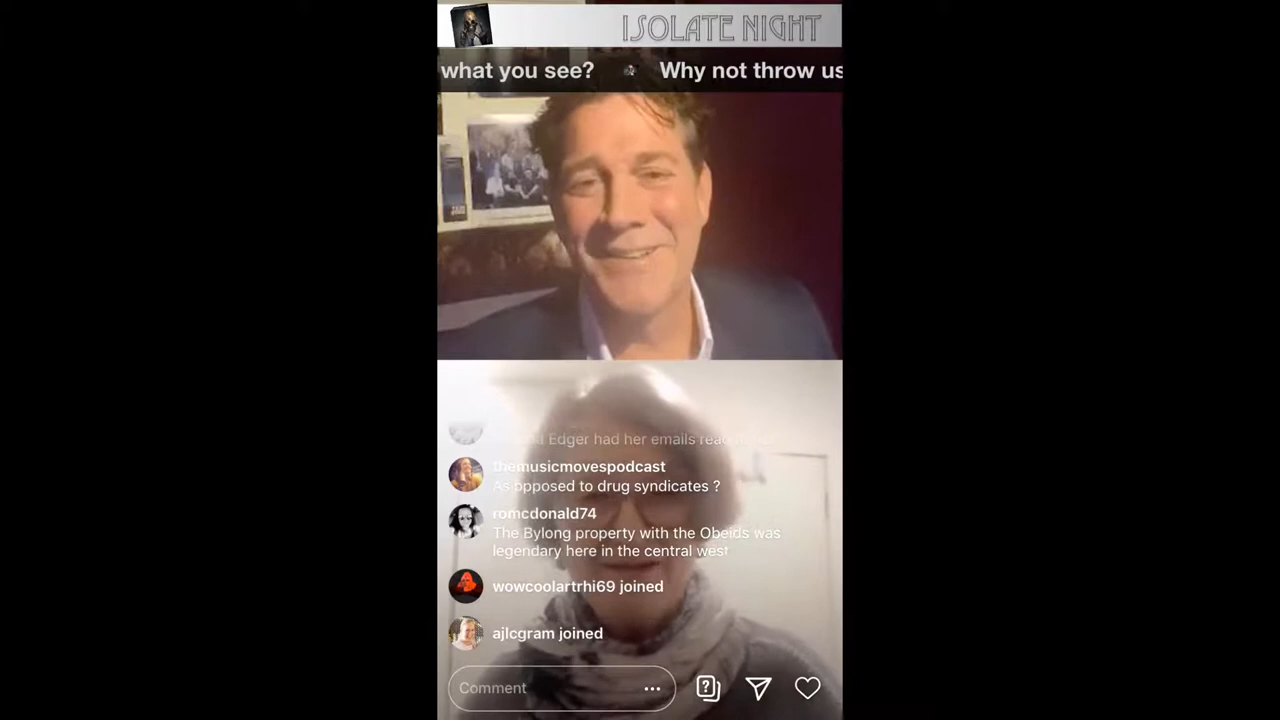 ISOLATE NIGHT
what you see? Why not throw us
Edger had her emails read
themusicmovespodcast
As opposed to drug syndicates ?
romcdonald74
The Bylong property with the Obeids was
legendary here in the central west
wowcoolartrhi69 joined
ajlcgram joined
Comment